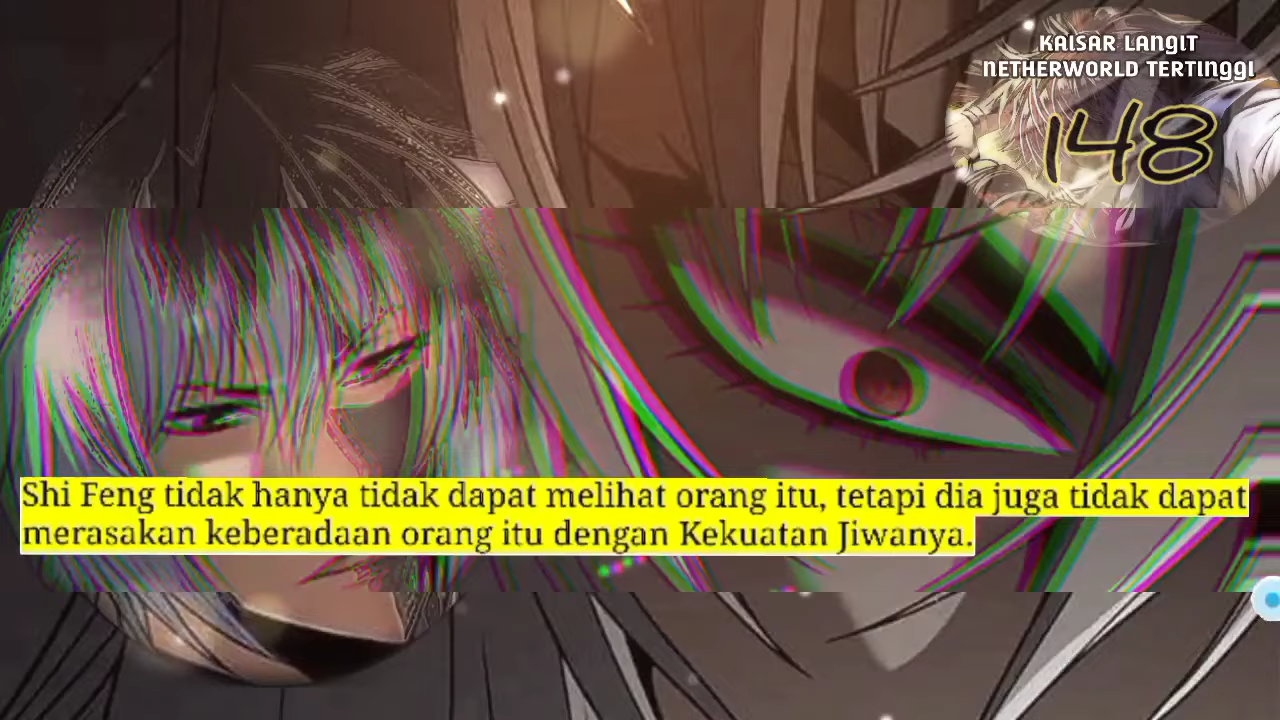 KAISAR LANGIT
NETHERWORLD TERTINGGI
148
Shi Feng tidak hanya tidak dapat melihat orang itu, tetapi dia juga tidak dapat
merasakan keberadaan orang itu dengan Kekuatan Jiwanya.